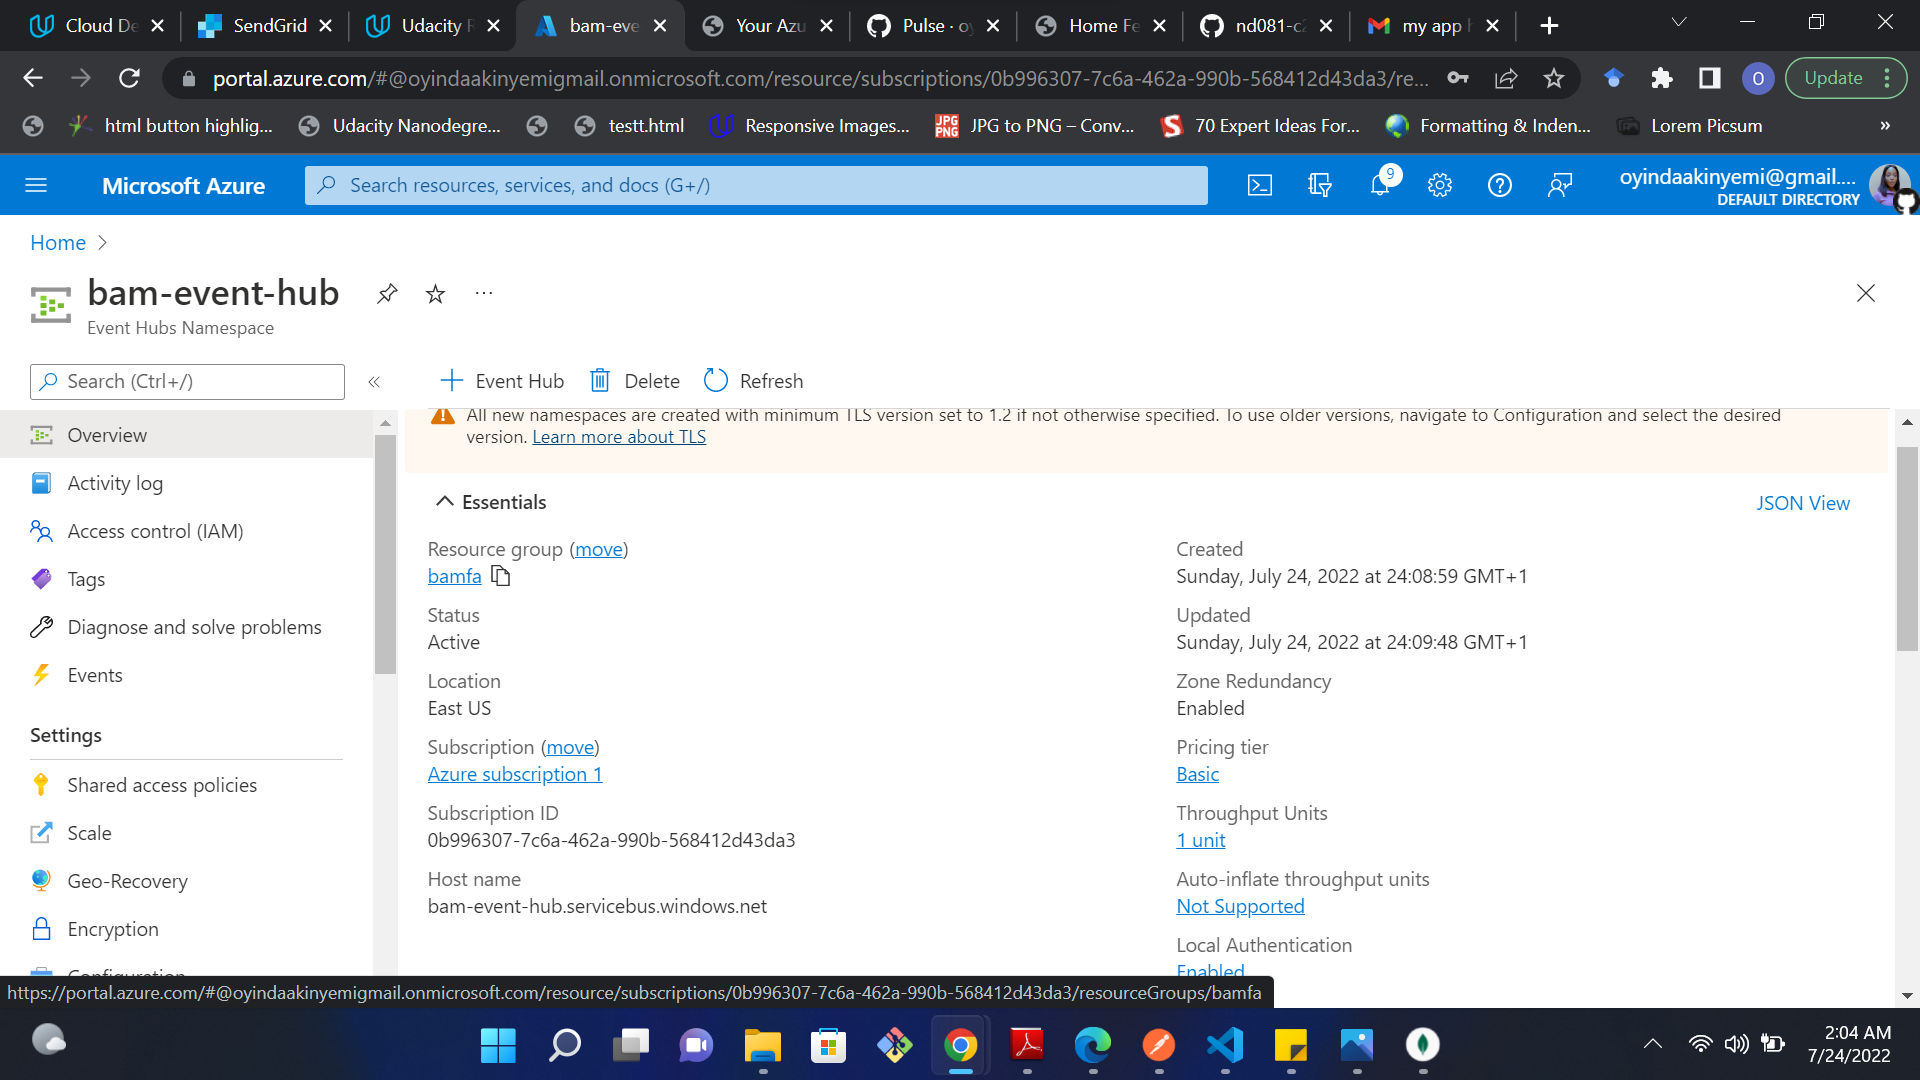 Cloud De
SendGrid
Udacity R
bam-eve
Your Azu
Pulse · oy
Home Fe
nd081-c2
my app h
portal.azure.com/#@oyindaakinyemigmail.onmicrosoft.com/resource/subscriptions/0b996307-7c6a-462a-990b-568412d43da3/re...
O
Update
html button highlig...
Udacity Nanodegre...
testt.html
Responsive Images...
JPG to PNG – Conv...
70 Expert Ideas For...
Formatting & Inden...
Lorem Picsum
»
Microsoft Azure
Search resources, services, and docs (G+/)
9
oyindaakinyemi@gmail....
DEFAULT DIRECTORY
Home
bam-event-hub
Event Hubs Namespace
Search (Ctrl+/)
Event Hub
Delete
Refresh
All new namespaces are created with minimum TLS version set to 1.2 if not otherwise specified. To use older versions, navigate to Configuration and select the desired
version. Learn more about TLS
Overview
Activity log
Access control (IAM)
Tags
Diagnose and solve problems
Events
Settings
Shared access policies
Scale
Geo-Recovery
Encryption
Configuration
Essentials
JSON View
Resource group (move)
bamfa
Status
Active
Location
East US
Subscription (move)
Azure subscription 1
Subscription ID
0b996307-7c6a-462a-990b-568412d43da3
Host name
bam-event-hub.servicebus.windows.net
Created
Sunday, July 24, 2022 at 24:08:59 GMT+1
Updated
Sunday, July 24, 2022 at 24:09:48 GMT+1
Zone Redundancy
Enabled
Pricing tier
Basic
Throughput Units
1 unit
Auto-inflate throughput units
Not Supported
Local Authentication
Enabled
https://portal.azure.com/#@oyindaakinyemigmail.onmicrosoft.com/resource/subscriptions/0b996307-7c6a-462a-990b-568412d43da3/resourceGroups/bamfa
2:04 AM
7/24/2022